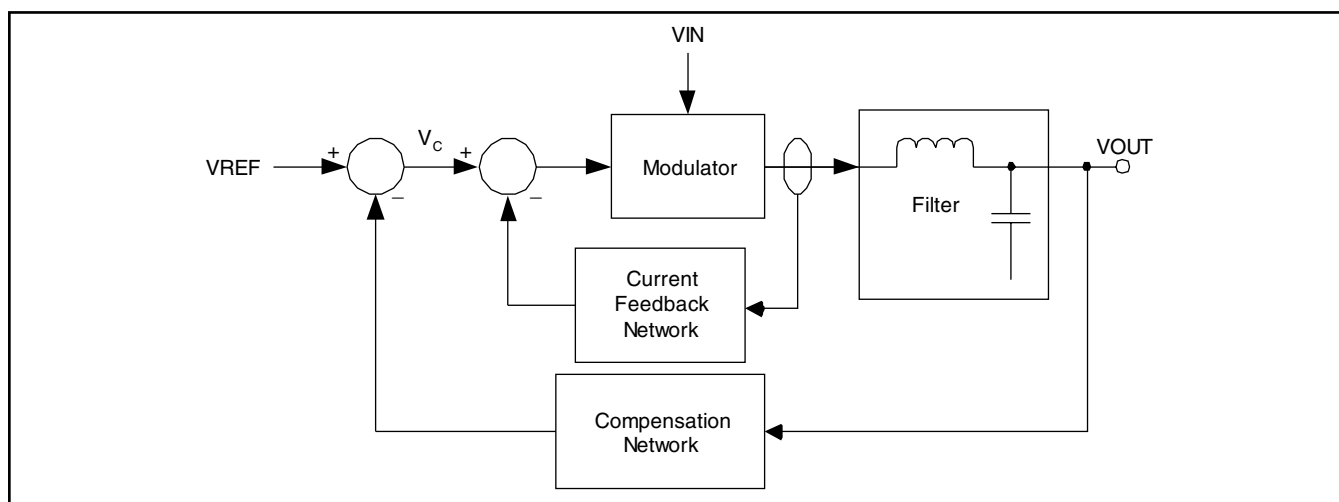 VIN
VREF
+
−
V_C
+
−
Modulator
Filter
VOUT
Current
Feedback
Network
Compensation
Network